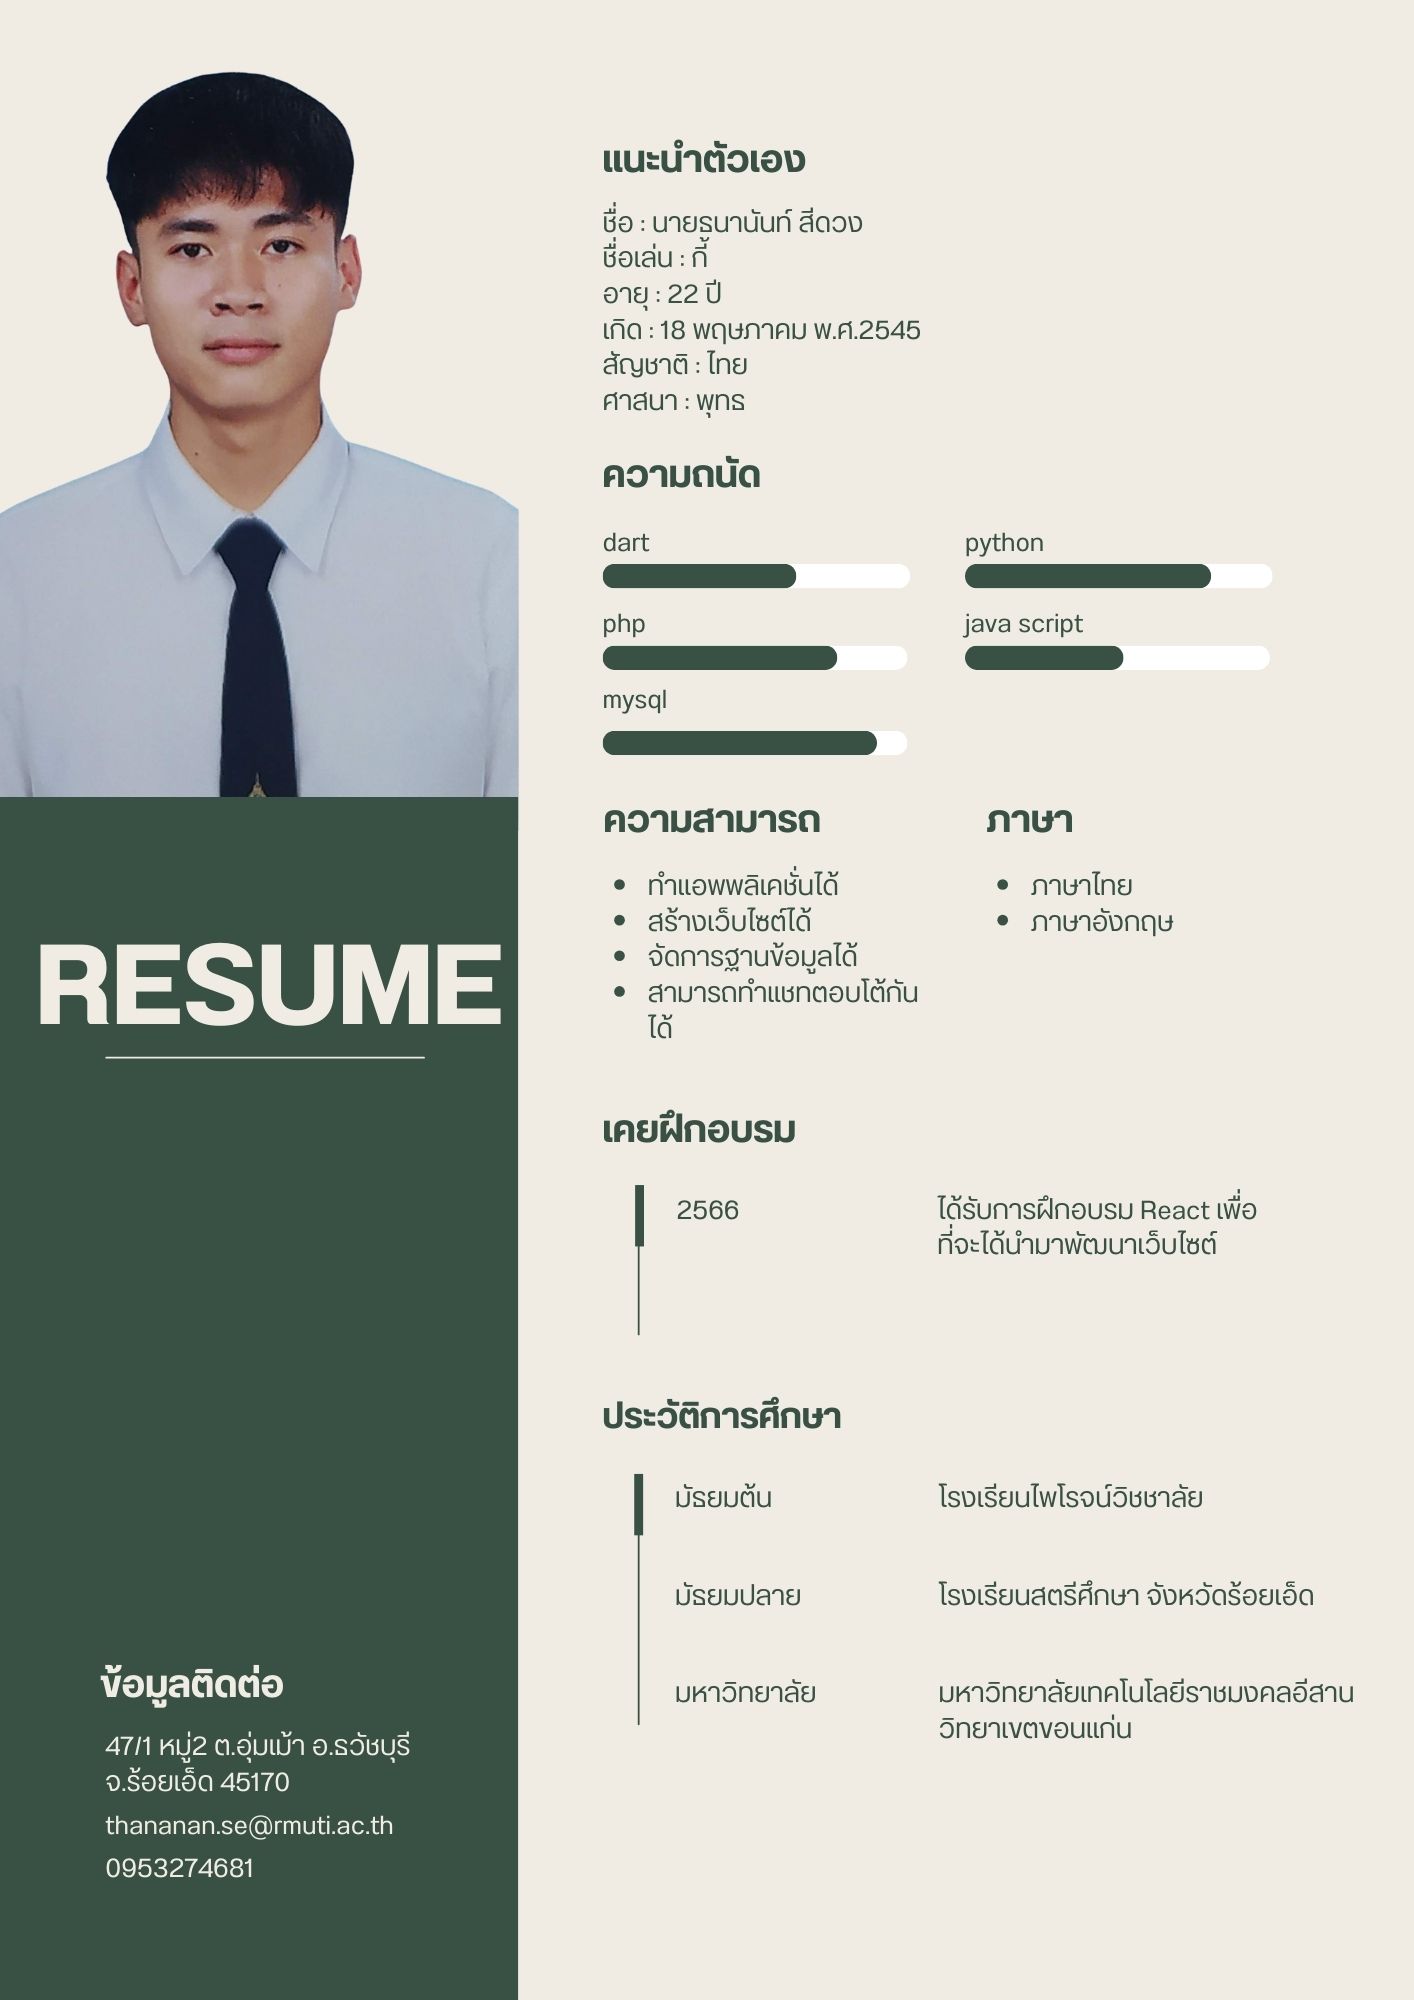 แนะนำตัวเอง
ชื่อ : นายธนานันท์ สีดวง
ชื่อเล่น : กี้
อายุ : 22 ปี
เกิด : 18 พฤษภาคม พ.ศ.2545
สัญชาติ : ไทย
ศาสนา : พุทธ
ความถนัด
dart
python
php
java script
mysql
ความสามารถ
ทำแอพพลิเคชั่นได้
สร้างเว็บไซต์ได้
จัดการฐานข้อมูลได้
สามารถทำแชทตอบโต้กัน
ได้
ภาษา
ภาษาไทย
ภาษาอังกฤษ
เคยฝึกอบรม
2566
ได้รับการฝึกอบรม React เพื่อ
ที่จะได้นำมาพัฒนาเว็บไซต์
ประวัติการศึกษา
มัธยมต้น
โรงเรียนไพโรจน์วิชชาลัย
มัธยมปลาย
โรงเรียนสตรีศึกษา จังหวัดร้อยเอ็ด
มหาวิทยาลัย
มหาวิทยาลัยเทคโนโลยีราชมงคลอีสาน
วิทยาเขตขอนแก่น
RESUME
ข้อมูลติดต่อ
47/1 หมู่2 ต.อุ่มเม้า อ.ธวัชบุรี
จ.ร้อยเอ็ด 45170
thananan.se@rmuti.ac.th
0953274681